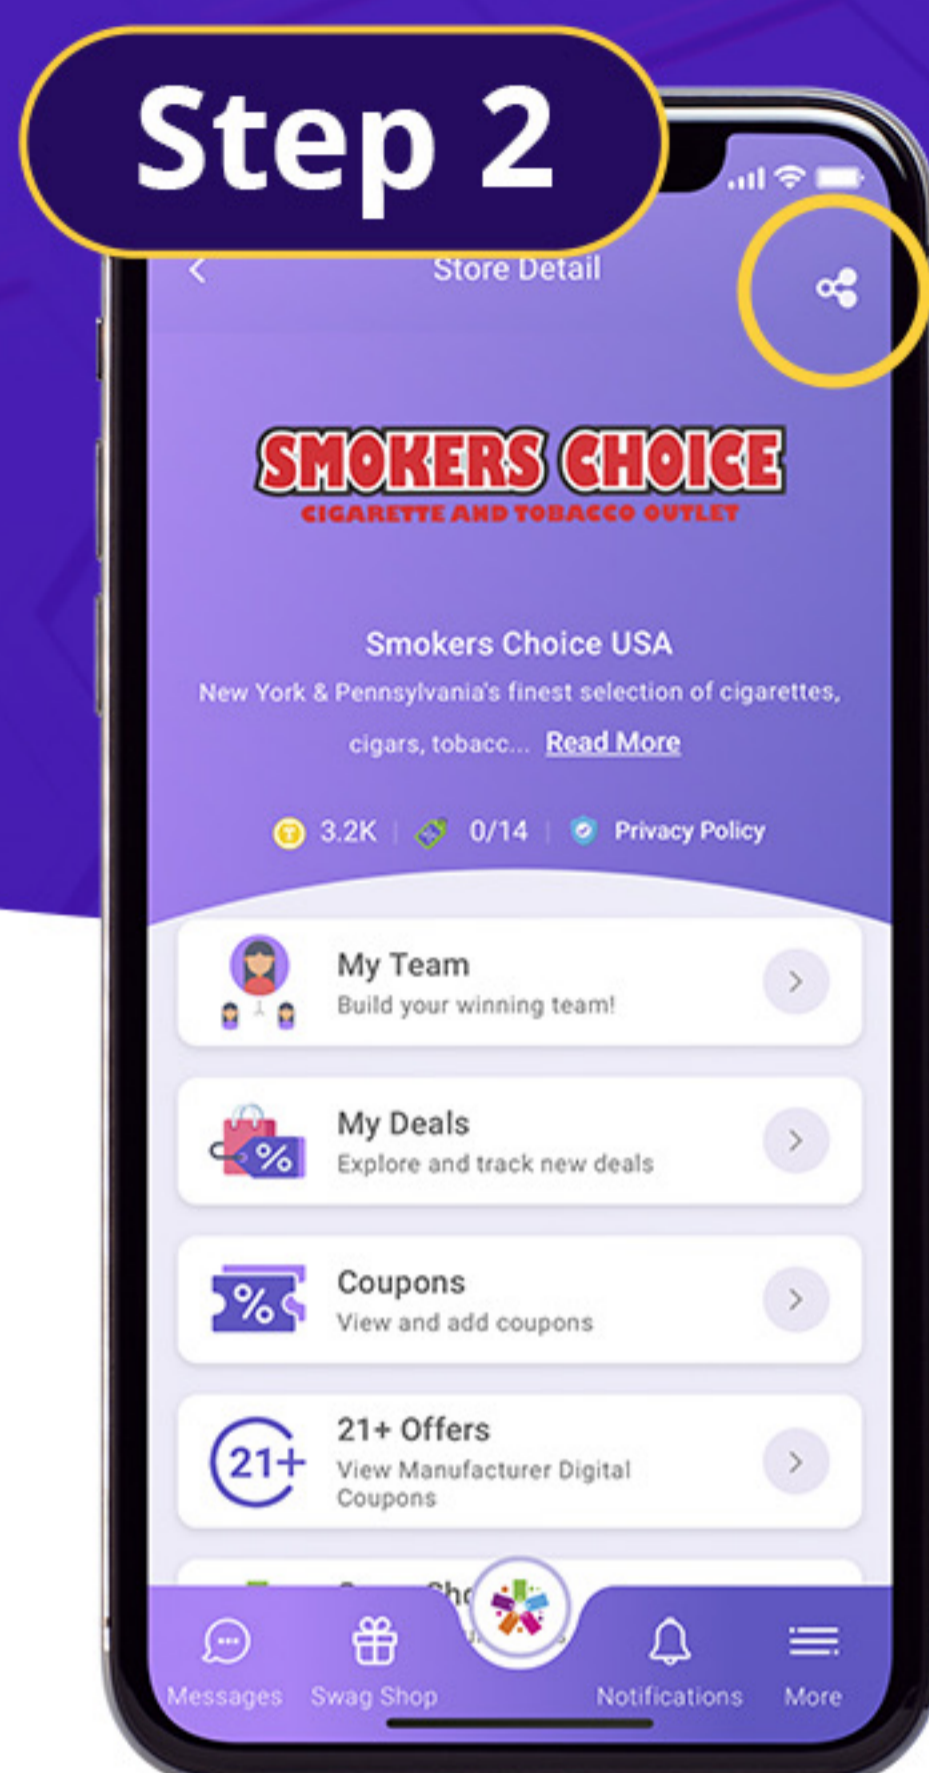 Step 2
Store Detail
SMOKERS CHOICE
CIGARETTE AND TOBACCO OUTLET
Smokers Choice USA
New York & Pennsylvania's finest selection of cigarettes,
cigars, tobacc... Read More
3.2K | 0/14 | Privacy Policy
My Team
Build your winning team!
My Deals
Explore and track new deals
%
Coupons
View and add coupons
%
21+ Offers
21+
View Manufacturer Digital
Coupons
Messages
Swag Shop
Notifications
More